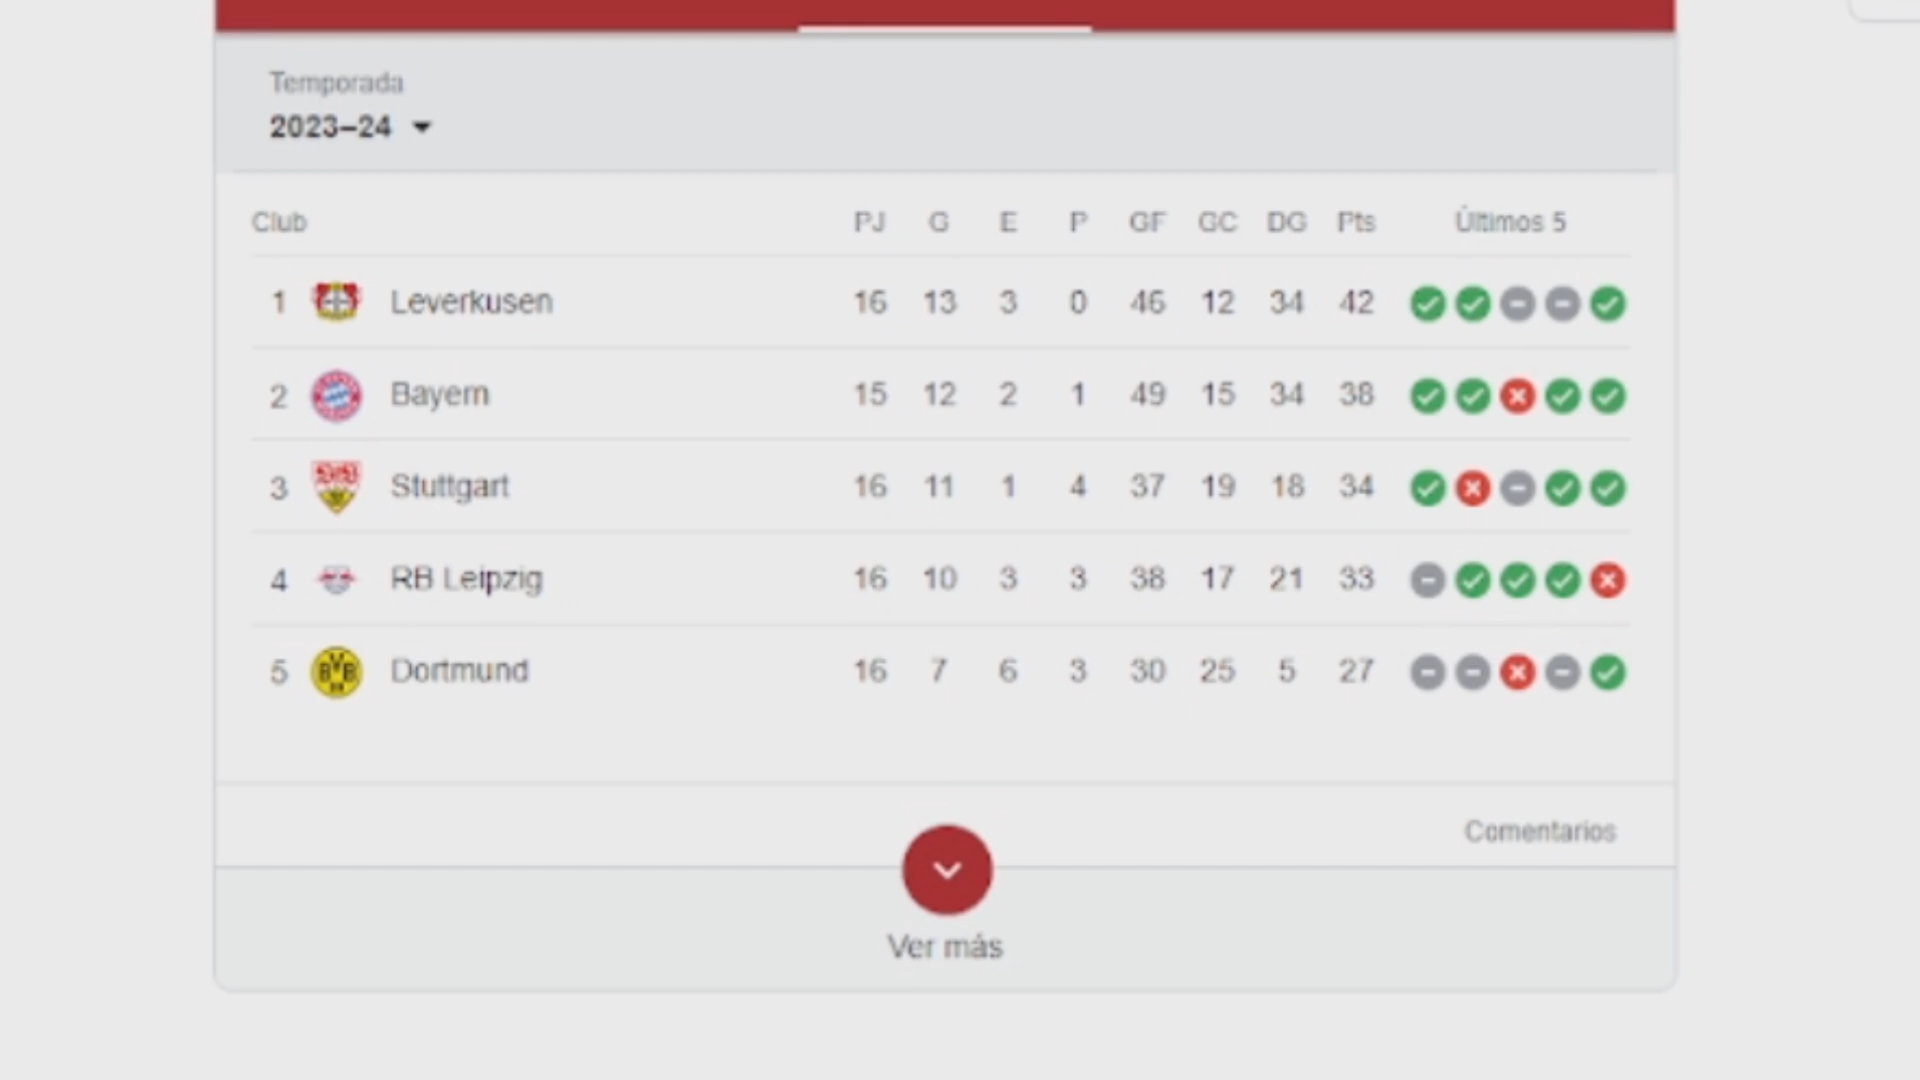 Temporada
2023–24
Club PJ G E P GF GC DG Pts Últimos 5
1 Leverkusen 16 13 3 0 46 12 34 42
2 Bayern 15 12 2 1 49 15 34 38
3 Stuttgart 16 11 1 4 37 19 18 34
4 RB Leipzig 16 10 3 3 38 17 21 33
5 BVB 09 Dortmund 16 7 6 3 30 25 5 27
Comentarios
Ver más